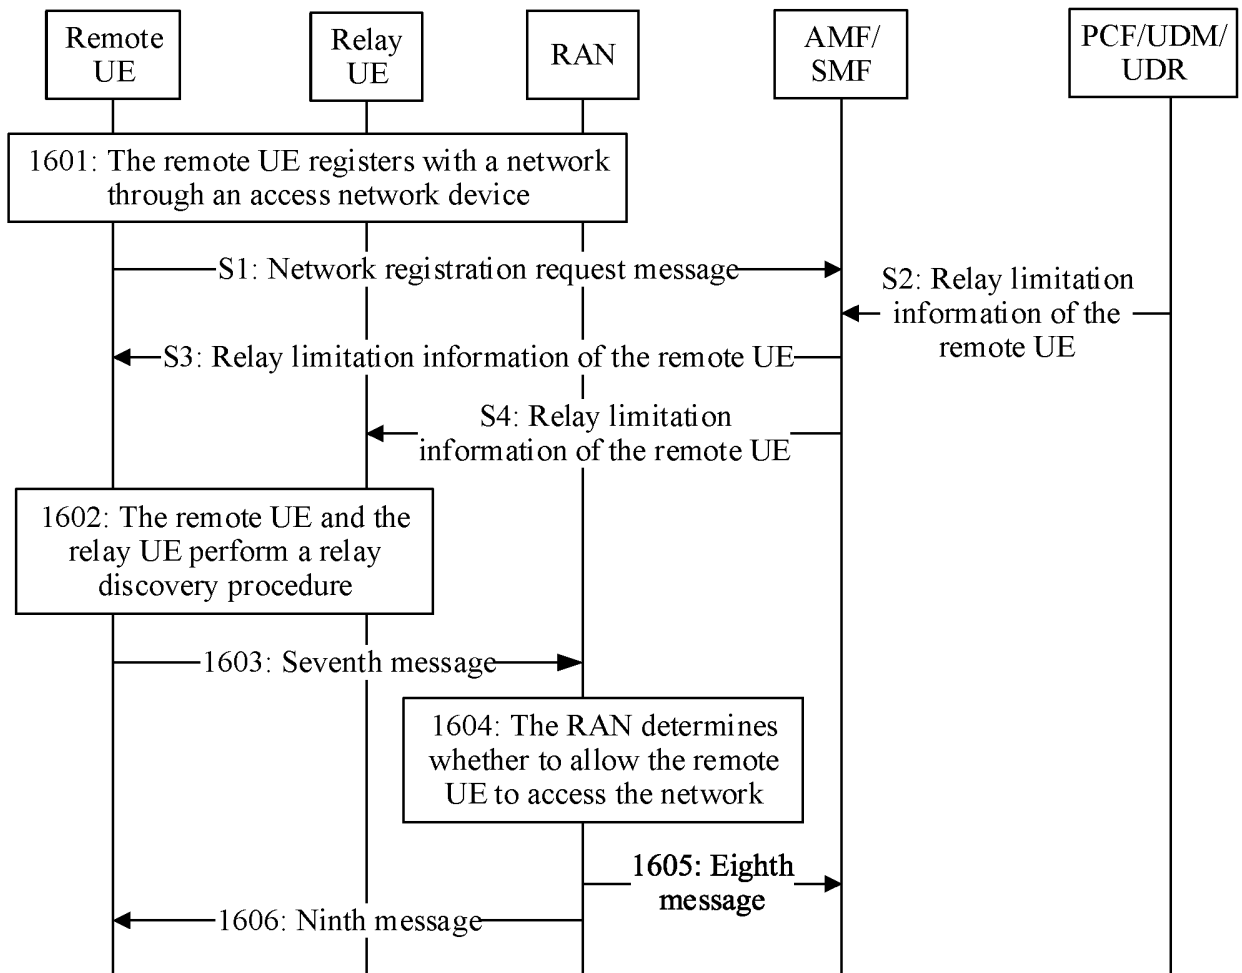 Remote
UE
Relay
UE
RAN
AMF/
SMF
PCF/UDM/
UDR
1601: The remote UE registers with a network
through an access network device
S1: Network registration request message
S2: Relay limitation
information of the
remote UE
S3: Relay limitation information of the remote UE
S4: Relay limitation
information of the remote UE
1602: The remote UE and the
relay UE perform a relay
discovery procedure
1603: Seventh message
1604: The RAN determines
whether to allow the remote
UE to access the network
1605: Eighth
message
1606: Ninth message